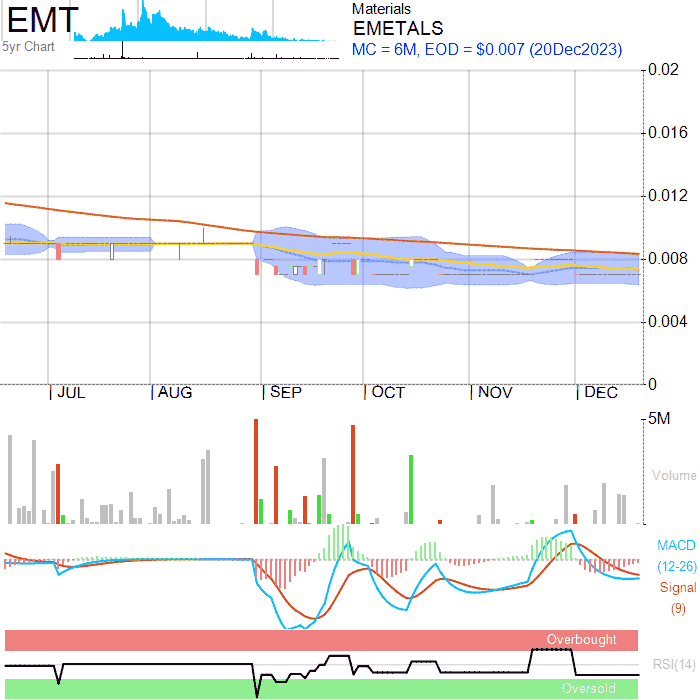 EMT
5yr Chart
Materials
EMETALS
MC = 6M, EOD = $0.007 (20Dec2023)
0.02
0.016
0.012
0.008
0.004
0
JUL
AUG
SEP
OCT
NOV
DEC
5M
Volume
MACD
(12-26)
Signal
(9)
Overbought
RSI(14)
Oversold